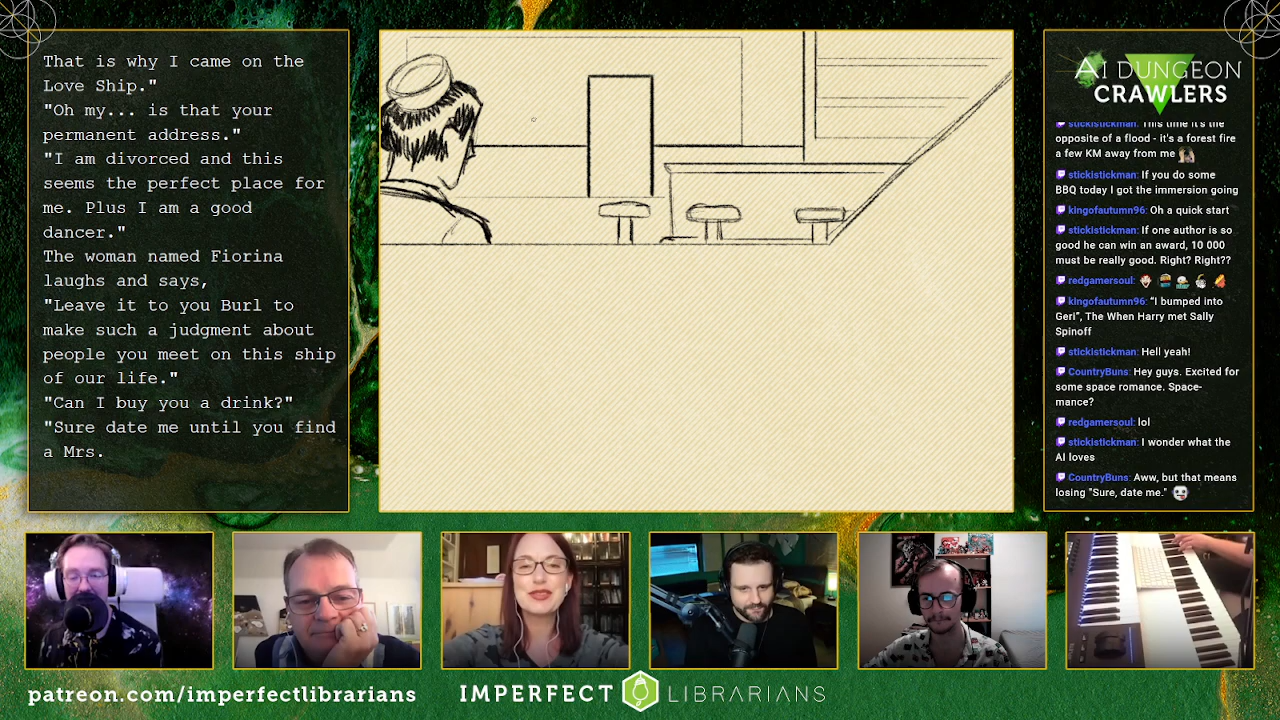 That is why I came on the
Love Ship."
"Oh my... is that your
permanent address."
"I am divorced and this
seems the perfect place for
me. Plus I am a good
dancer."
The woman named Fiorina
laughs and says,
"Leave it to you Burl to
make such a judgment about
people you meet on this ship
of our life."
"Can I buy you a drink?"
"Sure date me until you find
a Mrs.
AI DUNGEON
CRAWLERS
stickistickman: This time it's the
opposite of a flood - it's a forest fire
a few KM away from me
stickistickman: If you do some
BBQ today I got the immersion going
kingofautumn96: Oh a quick start
stickistickman: If one author is so
good he can win an award, 10 000
must be really good. Right? Right??
redgamersoul:
kingofautumn96: “I bumped into
Geri”, The When Harry met Sally
Spinoff
stickistickman: Hell yeah!
CountryBuns: Hey guys. Excited for
some space romance. Space-
mance?
redgamersoul: lol
stickistickman: I wonder what the
AI loves
CountryBuns: Aww, but that means
losing "Sure, date me."
patreon.com/imperfectlibrarians
IMPERFECT LIBRARIANS